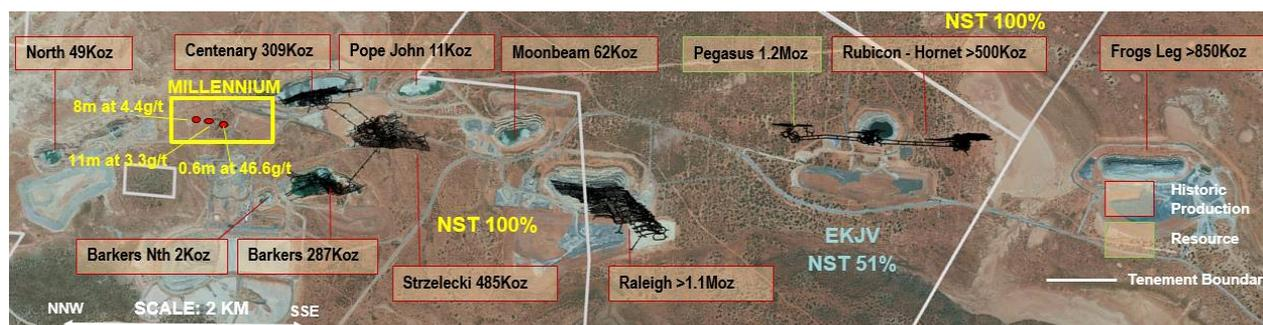 NST 100%
North 49Koz
Centenary 309Koz
Pope John 11Koz
Moonbeam 62Koz
Pegasus 1.2Moz
Rubicon - Hornet >500Koz
Frogs Leg >850Koz
MILLENNIUM
8m at 4.4g/t
11m at 3.3g/t
0.6m at 46.6g/t
Historic
Production
NST 100%
EKJV
NST 51%
Resource
Barkers Nth 2Koz
Barkers 287Koz
Strzelecki 485Koz
Raleigh >1.1Moz
Tenement Boundar
NNW
SCALE: 2 KM
SSE